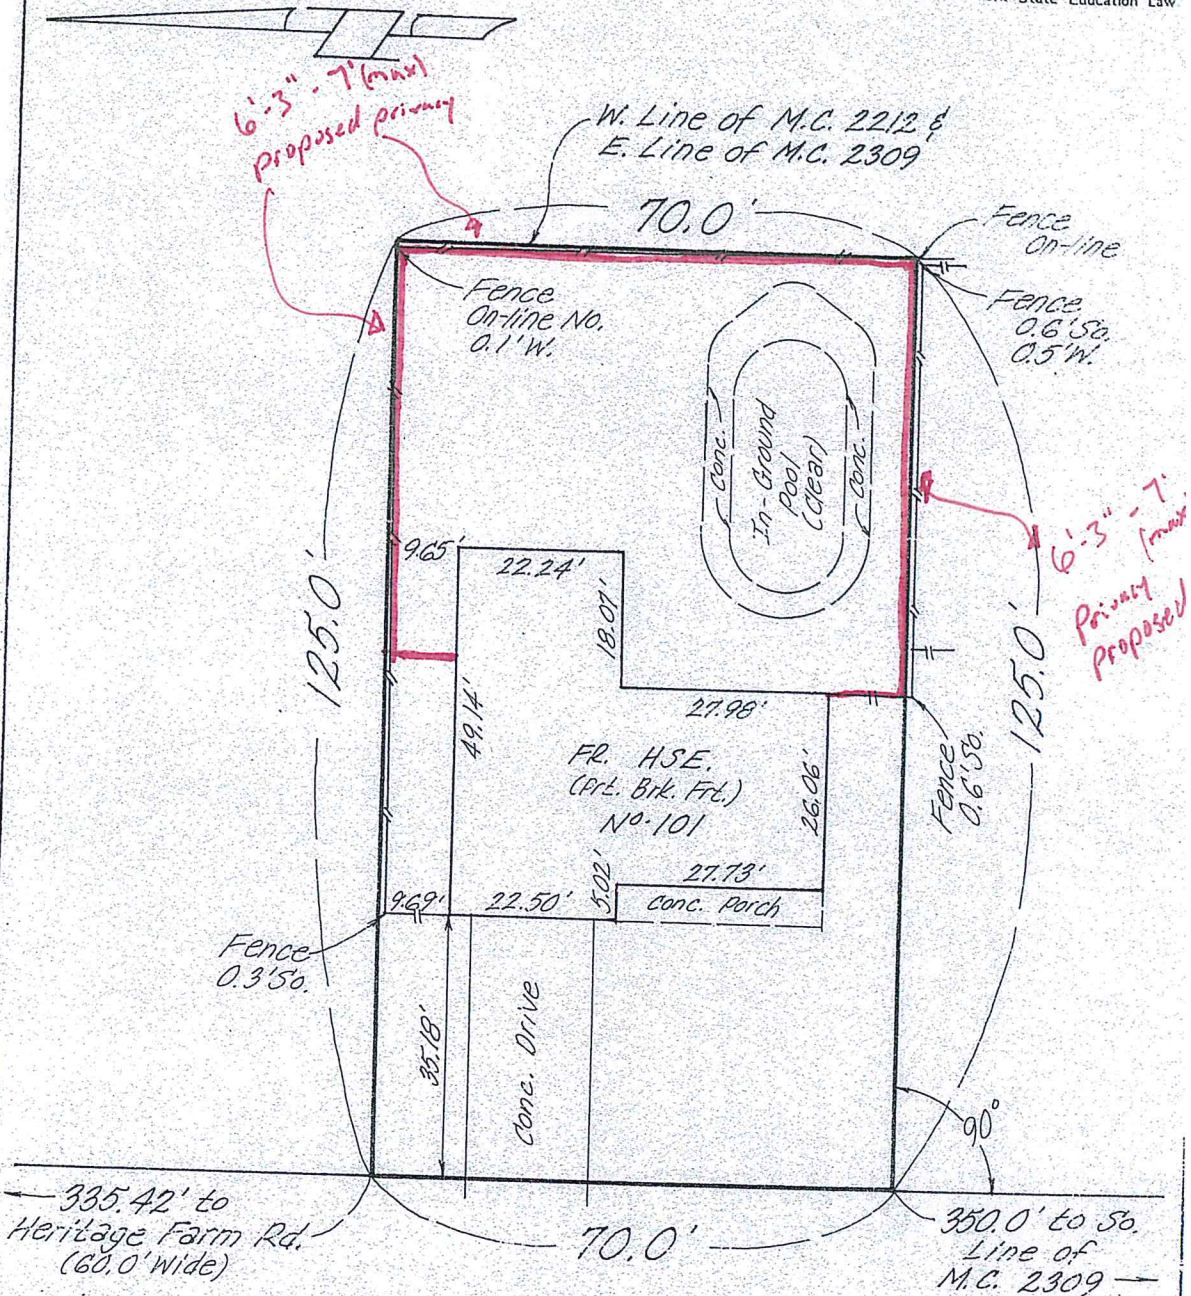 State Education Law
6'-3" - 7' (max)
proposed privacy
W. Line of M.C. 2212 &
E. Line of M.C. 2309
70.0'
Fence
On-line
Fence
On-line No.
0.1' W.
Fence
0.6' So.
0.5' W.
Conc.
In-Ground
Pool
(Clear)
Conc.
6'-3" - 7'
(max)
Privacy
proposed
125.0'
9.65'
22.24'
18.07'
125.0'
49.14'
27.98'
FR. HSE.
(Prt. Brk. Frt.)
Nº 101
26.06'
Fence
0.6' So.
9.69'
22.50'
5.02'
27.73'
Conc. Porch
Fence
0.3' So.
35.18'
Conc. Drive
90°
335.42' to
Heritage Farm Rd.
(60.0' Wide)
70.0'
350.0' to So.
Line of
M.C. 2309